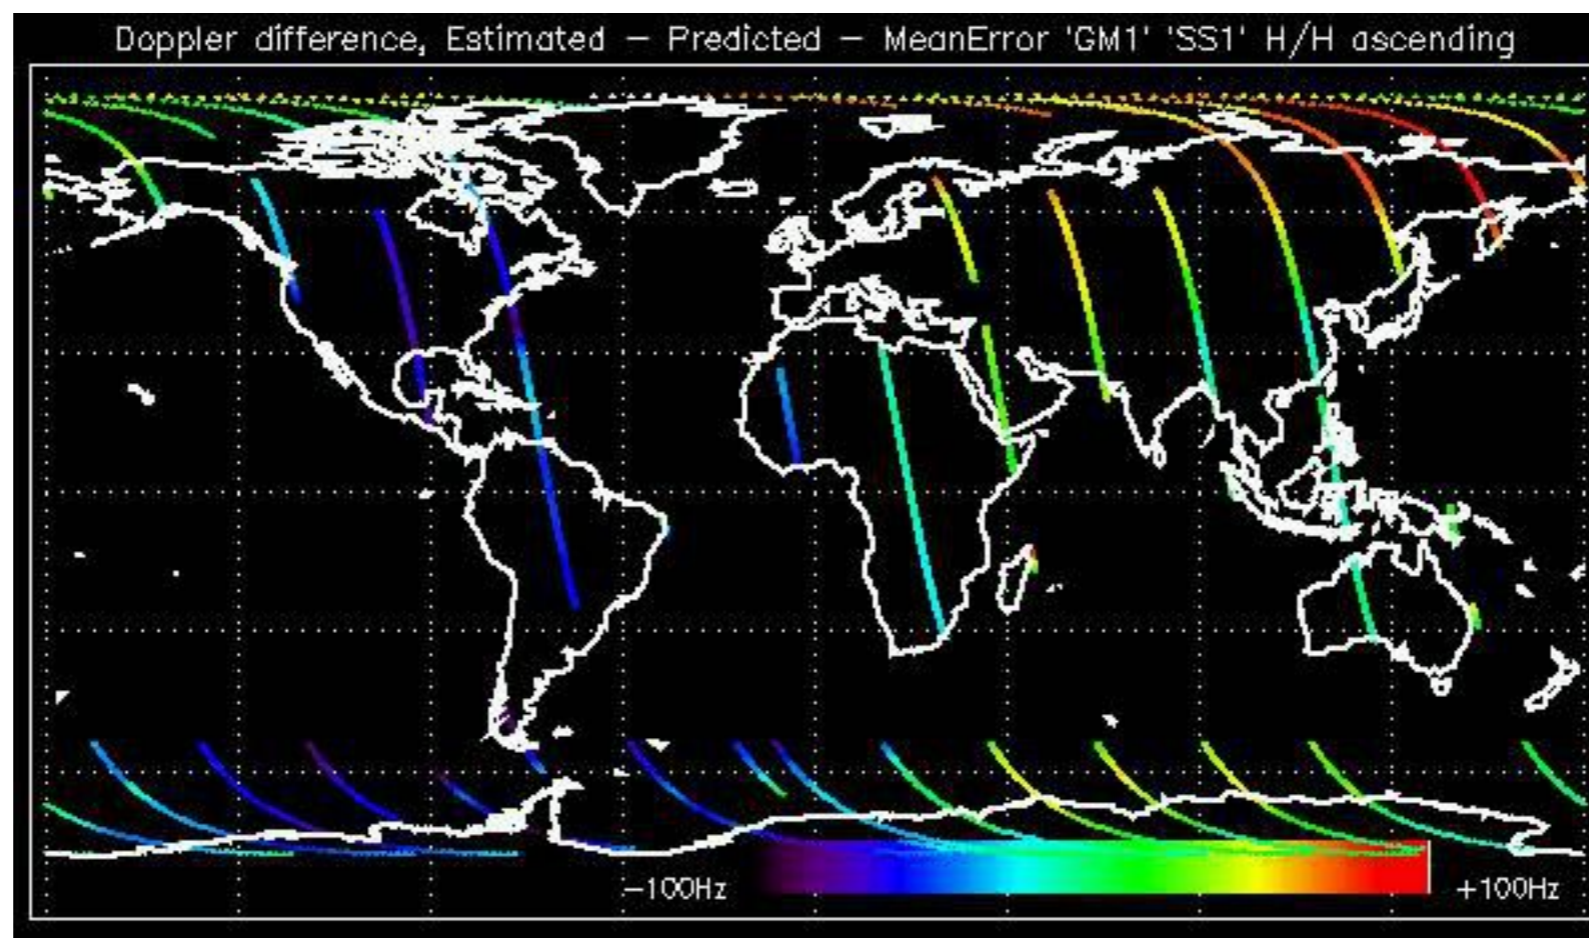 Doppler difference, Estimated – Predicted – MeanError 'GM1' 'SS1' H/H ascending
–100Hz +100Hz